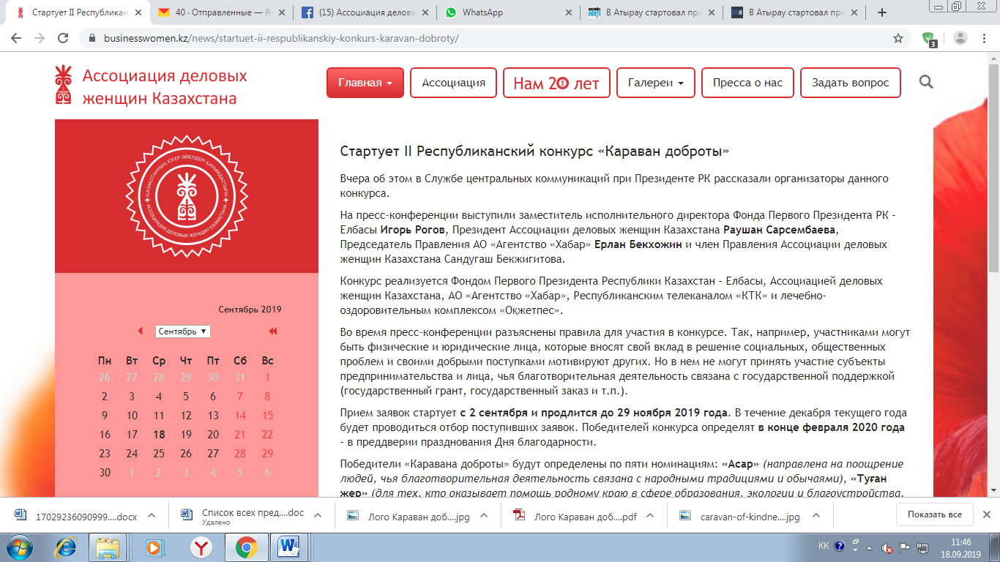 Стартует II Республикан
40 · Отправленные — Я
(15) Ассоциация деловь
WhatsApp
В Атырау стартовал при
В Атырау стартовал при
businesswomen.kz/news/startuet-ii-respublikanskiy-konkurs-karavan-dobroty/
3
Ассоциация деловых
женщин Казахстана
Главная
Ассоциация
Нам 20 лет
Галереи
Пресса о нас
Задать вопрос
ҚАЗАҚСТАННЫҢ ІСКЕР ӘЙЕЛДЕРІ ҚАУЫМДАСТЫҒЫ
АССОЦИАЦИЯ ДЕЛОВЫХ ЖЕНЩИН КАЗАХСТАНА
Сентябрь 2019
Сентябрь
Пн Вт Ср Чт Пт Сб Вс
26 27 28 29 30 31 1
2 3 4 5 6 7 8
9 10 11 12 13 14 15
16 17 18 19 20 21 22
23 24 25 26 27 28 29
30 1 2 3 4 5 6
Стартует II Республиканский конкурс «Караван доброты»
Вчера об этом в Службе центральных коммуникаций при Президенте РК рассказали организаторы данного
конкурса.
На пресс-конференции выступили заместитель исполнительного директора Фонда Первого Президента РК –
Елбасы Игорь Рогов, Президент Ассоциации деловых женщин Казахстана Раушан Сарсембаева,
Председатель Правления АО «Агентство «Хабар» Ерлан Бекхожин и член Правления Ассоциации деловых
женщин Казахстана Сандугаш Бекжигитова.
Конкурс реализуется Фондом Первого Президента Республики Казахстан – Елбасы, Ассоциацией деловых
женщин Казахстана, АО «Агентство «Хабар», Республиканским телеканалом «КТК» и лечебно-
оздоровительным комплексом «Оқжетпес».
Во время пресс-конференции разъяснены правила для участия в конкурсе. Так, например, участниками могут
быть физические и юридические лица, которые вносят свой вклад в решение социальных, общественных
проблем и своими добрыми поступками мотивируют других. Но в нем не могут принять участие субъекты
предпринимательства и лица, чья благотворительная деятельность связана с государственной поддержкой
(государственный грант, государственный заказ и т.п.).
Прием заявок стартует с 2 сентября и продлится до 29 ноября 2019 года. В течение декабря текущего года
будет проводиться отбор поступивших заявок. Победителей конкурса определят в конце февраля 2020 года
– в преддверии празднования Дня благодарности.
Победители «Каравана доброты» будут определены по пяти номинациям: «Асар» (направлена на поощрение
людей, чья благотворительная деятельность связана с народными традициями и обычаями), «Туған
жер» (для тех, кто оказывает помощь родному краю в сфере образования, экологии и благоустройства,
17029236090999....docx
Список всех пред....doc
Удалено
Лого Караван доб....jpg
Лого Караван доб....pdf
caravan-of-kindne....jpg
Показать все
KK
11:46
18.09.2019